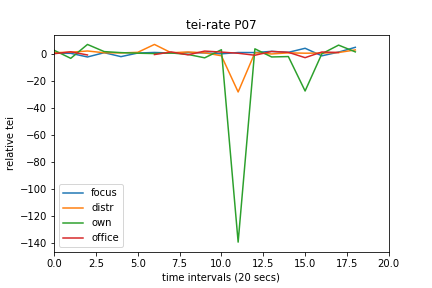 tei-rate P07
relative tei
0
−20
−40
−60
−80
−100
−120
−140
focus
distr
own
office
0.0 2.5 5.0 7.5 10.0 12.5 15.0 17.5 20.0
time intervals (20 secs)